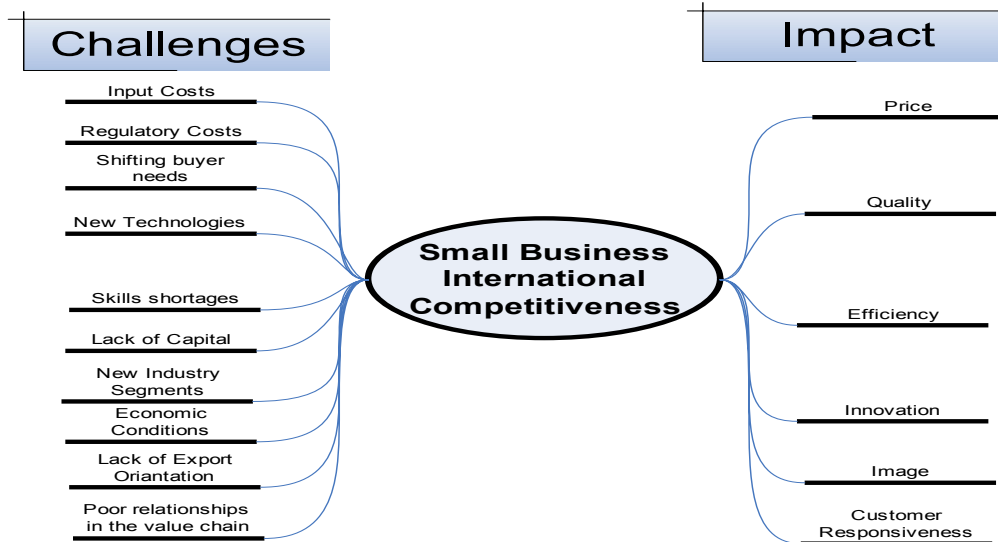 Challenges
Input Costs
Regulatory Costs
Shifting buyer
needs
New Technologies
Skills shortages
Lack of Capital
New Industry
Segments
Economic
Conditions
Lack of Export
Oriantation
Poor relationships
in the value chain
Small Business
International
Competitiveness
Impact
Price
Quality
Efficiency
Innovation
Image
Customer
Responsiveness